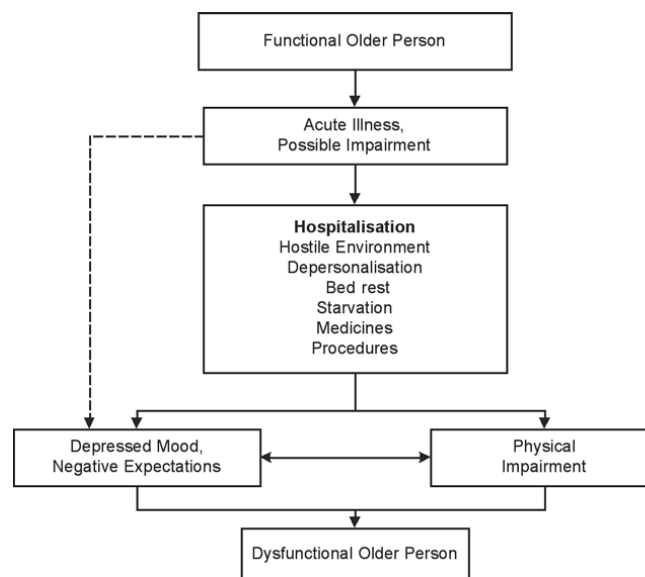 Functional Older Person
Acute Illness,
Possible Impairment
Hospitalisation
Hostile Environment
Depersonalisation
Bed rest
Starvation
Medicines
Procedures
Depressed Mood,
Negative Expectations
Physical
Impairment
Dysfunctional Older Person